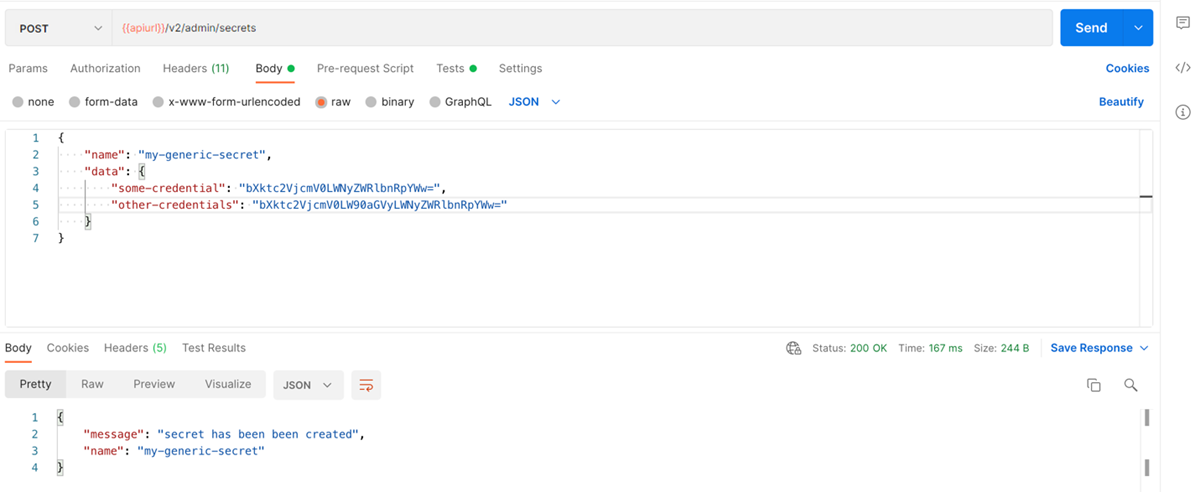 POST {{apiurl}}/v2/admin/secrets Send
Params Authorization Headers (11) Body Pre-request Script Tests Settings Cookies
none form-data x-www-form-urlencoded raw binary GraphQL JSON Beautify
1 {
2 "name": "my-generic-secret",
3 "data": {
4 "some-credential": "bXktc2VjcmV0LWNyZWRlbnRpYWw=",
5 "other-credentials": "bXktc2VjcmV0LW90aGVyLWNyZWRlbnRpYWw="
6 }
7 }
Body Cookies Headers (5) Test Results Status: 200 OK Time: 167 ms Size: 244 B Save Response
Pretty Raw Preview Visualize JSON
1 {
2 "message": "secret has been been created",
3 "name": "my-generic-secret"
4 }